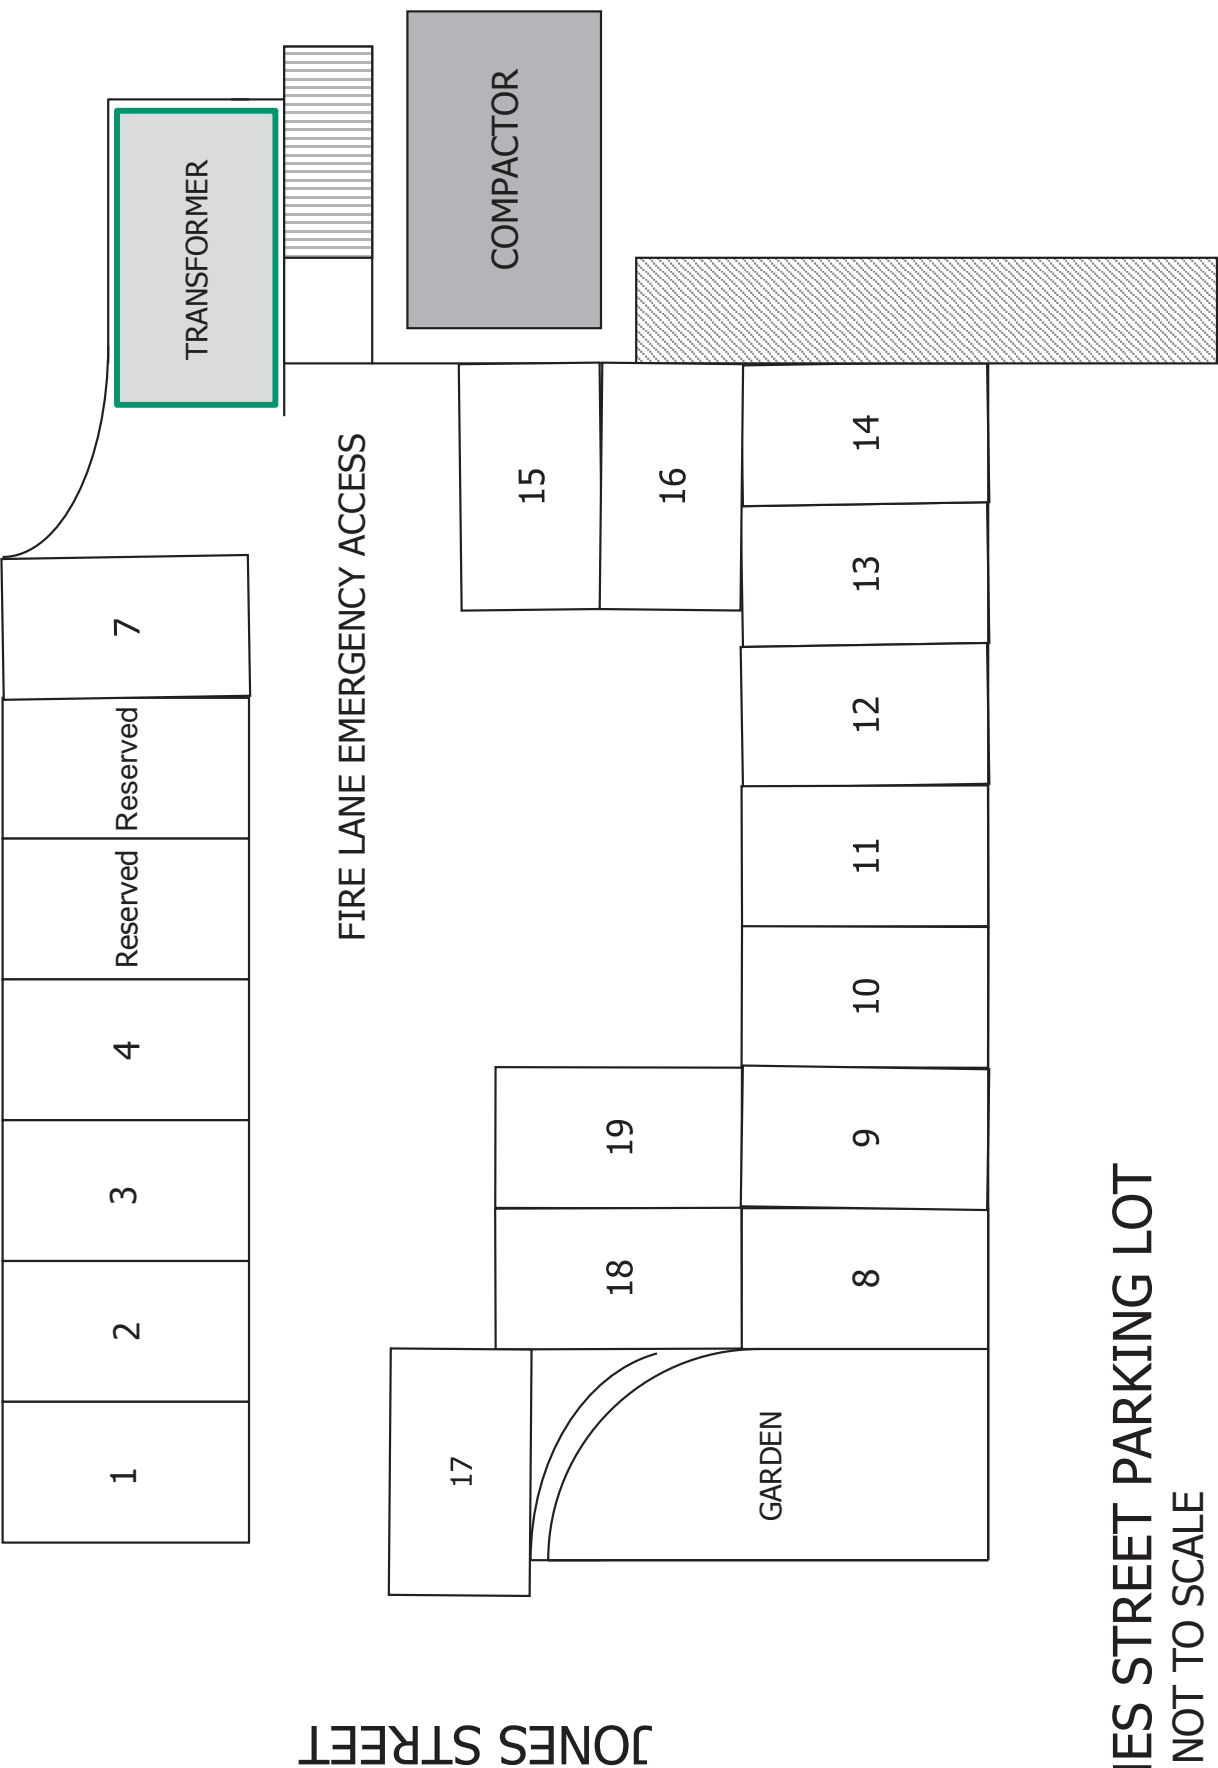 TRANSFORMER
COMPACTOR
FIRE LANE EMERGENCY ACCESS
7
Reserved
Reserved
4
3
2
1
15
16
14
13
12
11
10
9
8
19
18
17
GARDEN
JONES STREET
ES STREET PARKING LOT
NOT TO SCALE